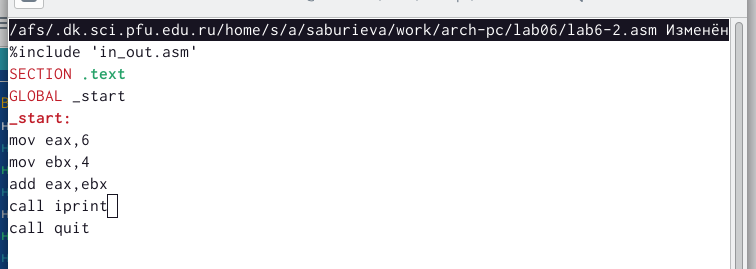 /afs/.dk.sci.pfu.edu.ru/home/s/a/saburieva/work/arch-pc/lab06/lab6-2.asm Изменён
%include 'in_out.asm'
SECTION .text
GLOBAL _start
_start:
mov eax,6
mov ebx,4
add eax,ebx
call iprint
call quit